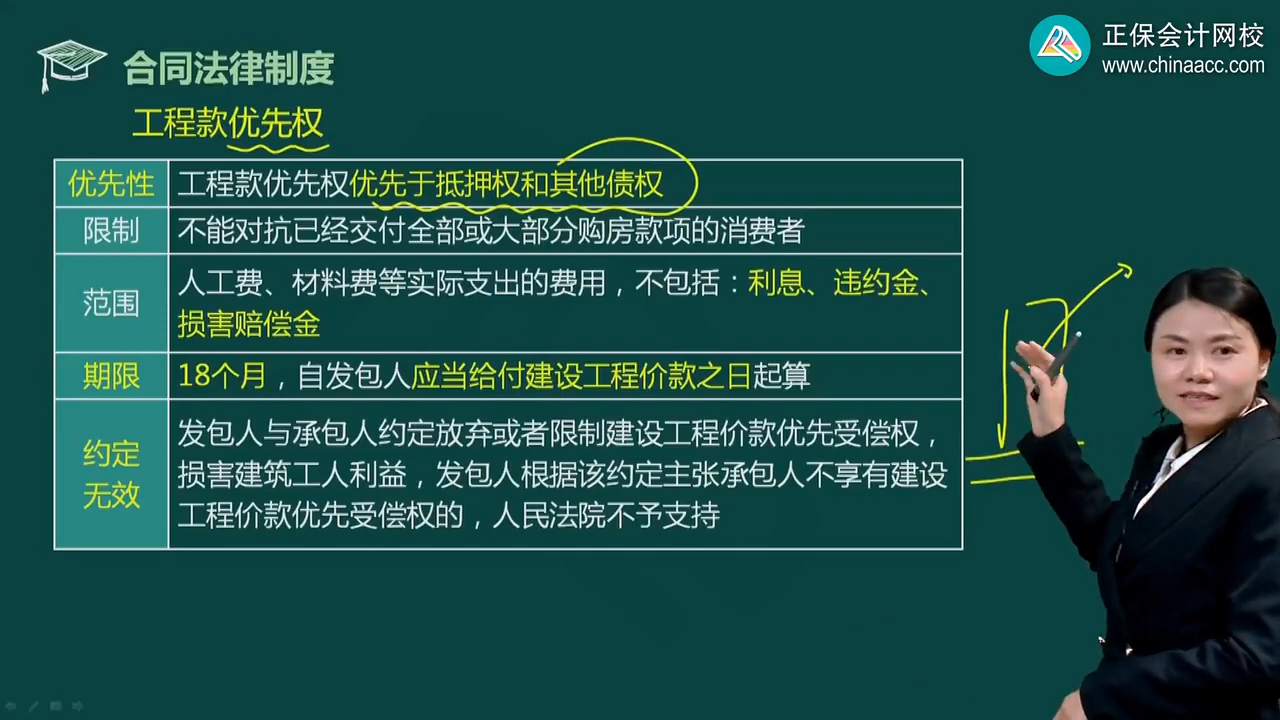 正保会计网校
www.chinaacc.com
合同法律制度
工程款优先权
优先性 工程款优先权优先于抵押权和其他债权
限制 不能对抗已经交付全部或大部分购房款项的消费者
范围 人工费、材料费等实际支出的费用，不包括：利息、违约金、
损害赔偿金
期限 18个月，自发包人应当给付建设工程价款之日起算
约定
无效
发包人与承包人约定放弃或者限制建设工程价款优先受偿权，
损害建筑工人利益，发包人根据该约定主张承包人不享有建设
工程价款优先受偿权的，人民法院不予支持